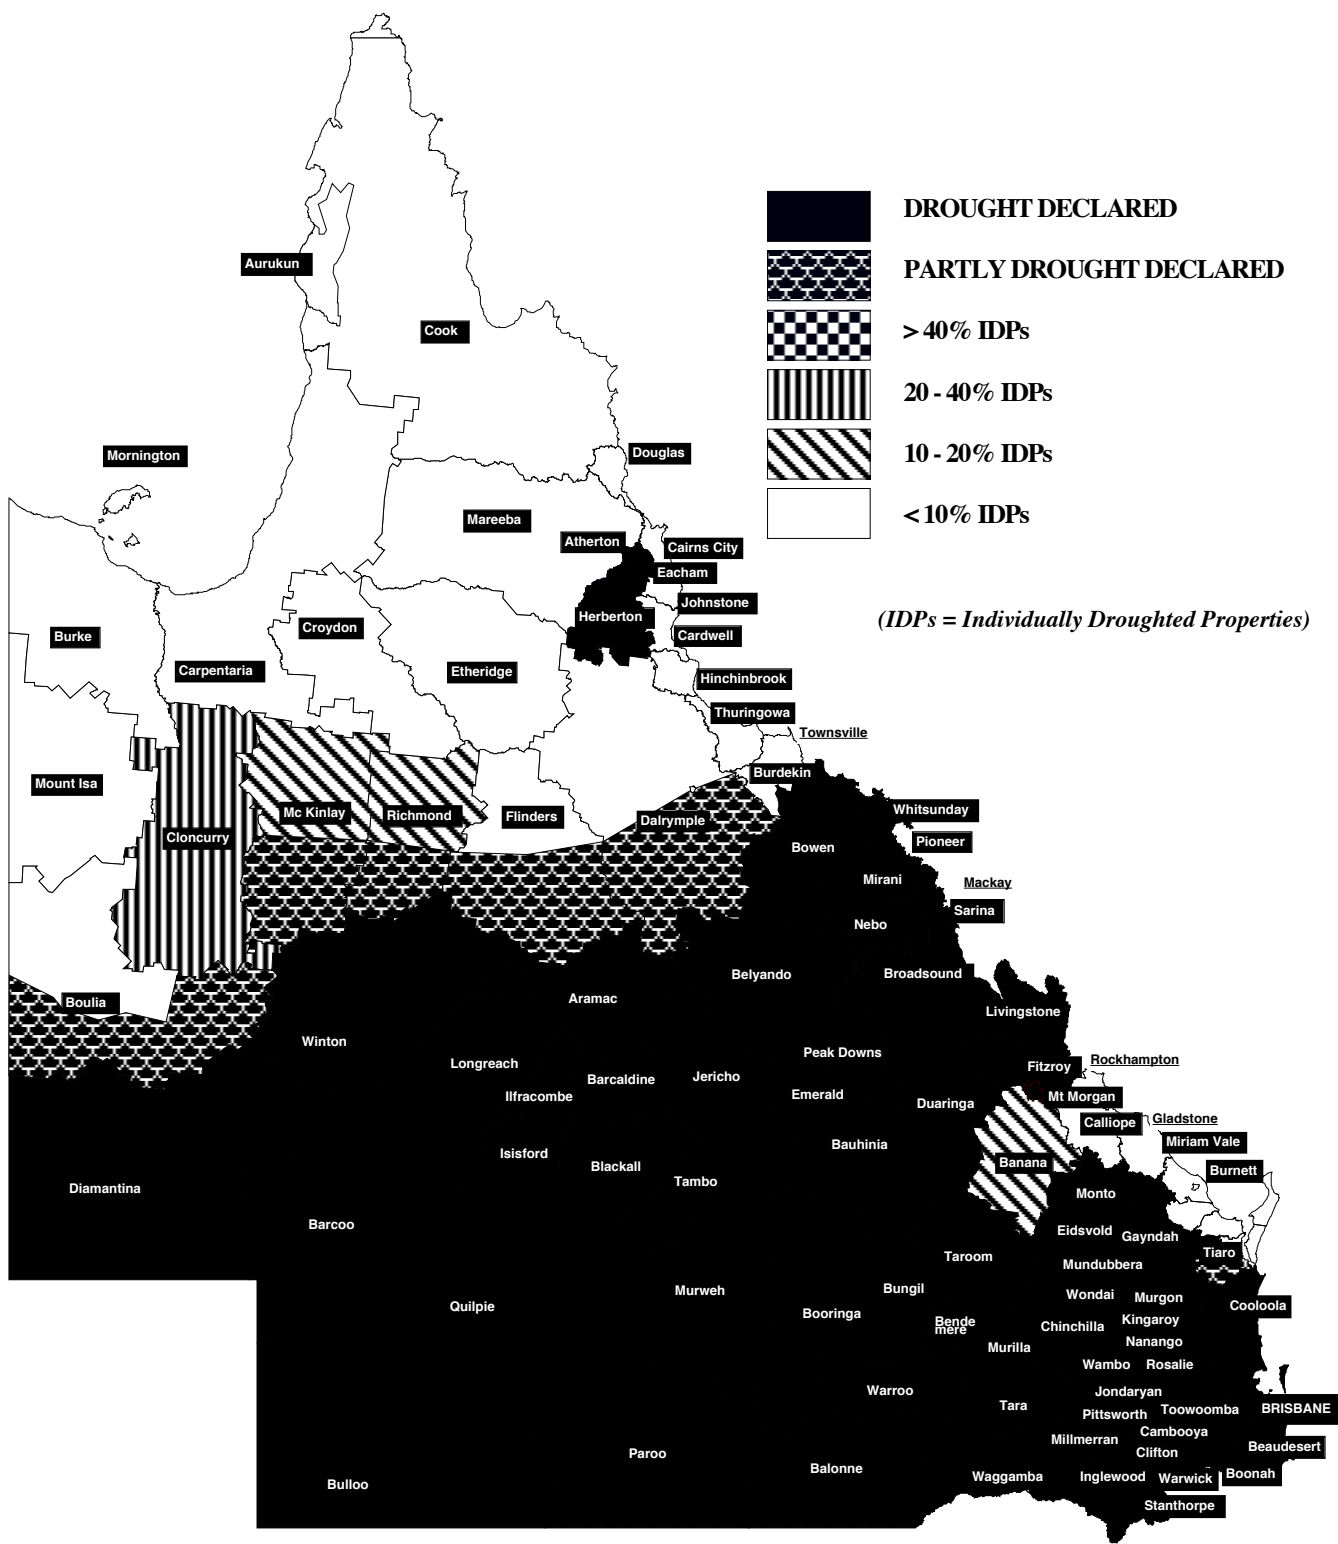 DROUGHT DECLARED
PARTLY DROUGHT DECLARED
> 40% IDPs
20 - 40% IDPs
10 - 20% IDPs
< 10% IDPs
(IDPs = Individually Droughted Properties)
Aurukun
Cook
Mornington
Douglas
Mareeba
Atherton
Cairns City
Eacham
Johnstone
Herberton
Croydon
Burke
Cardwell
Carpentaria
Etheridge
Hinchinbrook
Thuringowa
Townsville
Burdekin
Mount Isa
Whitsunday
Mc Kinlay
Richmond
Flinders
Dalrymple
Cloncurry
Pioneer
Bowen
Mirani
Mackay
Sarina
Nebo
Belyando
Broadsound
Aramac
Boulia
Livingstone
Winton
Peak Downs
Rockhampton
Longreach
Fitzroy
Barcaldine
Jericho
Ilfracombe
Emerald
Mt Morgan
Duaringa
Gladstone
Calliope
Miriam Vale
Bauhinia
Isisford
Blackall
Banana
Burnett
Tambo
Diamantina
Monto
Barcoo
Eidsvold
Gayndah
Tiaro
Taroom
Mundubbera
Murweh
Bungil
Wondai
Murgon
Quilpie
Cooloola
Booringa
Bende
mere
Chinchilla
Kingaroy
Nanango
Murilla
Wambo
Rosalie
Warroo
Jondaryan
Tara
Pittsworth
Toowoomba
BRISBANE
Cambooya
Millmerran
Clifton
Beaudesert
Paroo
Balonne
Waggamba
Inglewood
Warwick
Boonah
Bulloo
Stanthorpe